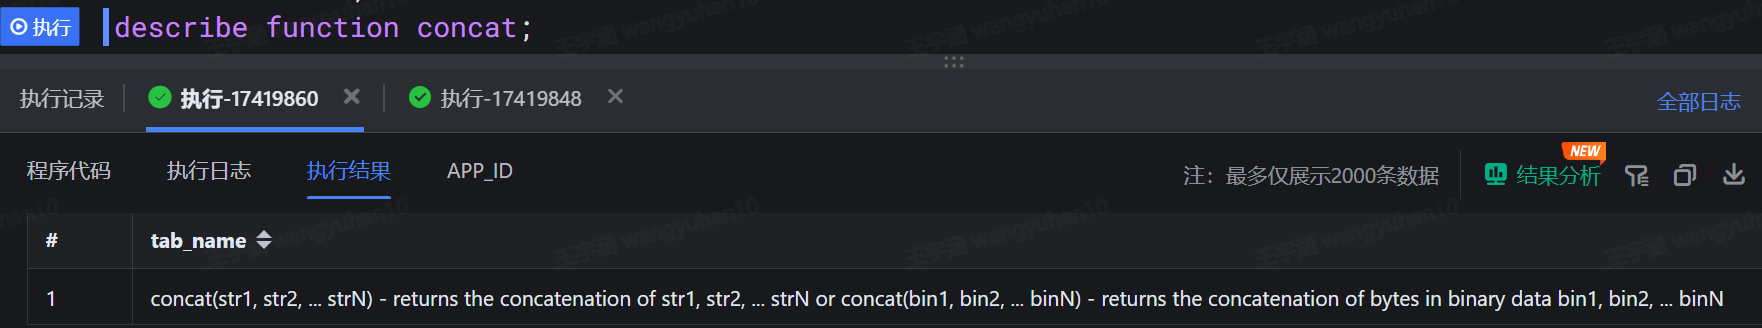 执行
describe function concat;
执行记录
执行-17419860
执行-17419848
全部日志
程序代码
执行日志
执行结果
APP_ID
注：最多仅展示2000条数据
NEW
结果分析
# tab_name
1 concat(str1, str2, ... strN) - returns the concatenation of str1, str2, ... strN or concat(bin1, bin2, ... binN) - returns the concatenation of bytes in binary data bin1, bin2, ... binN
王宇涵 wangyuhan10